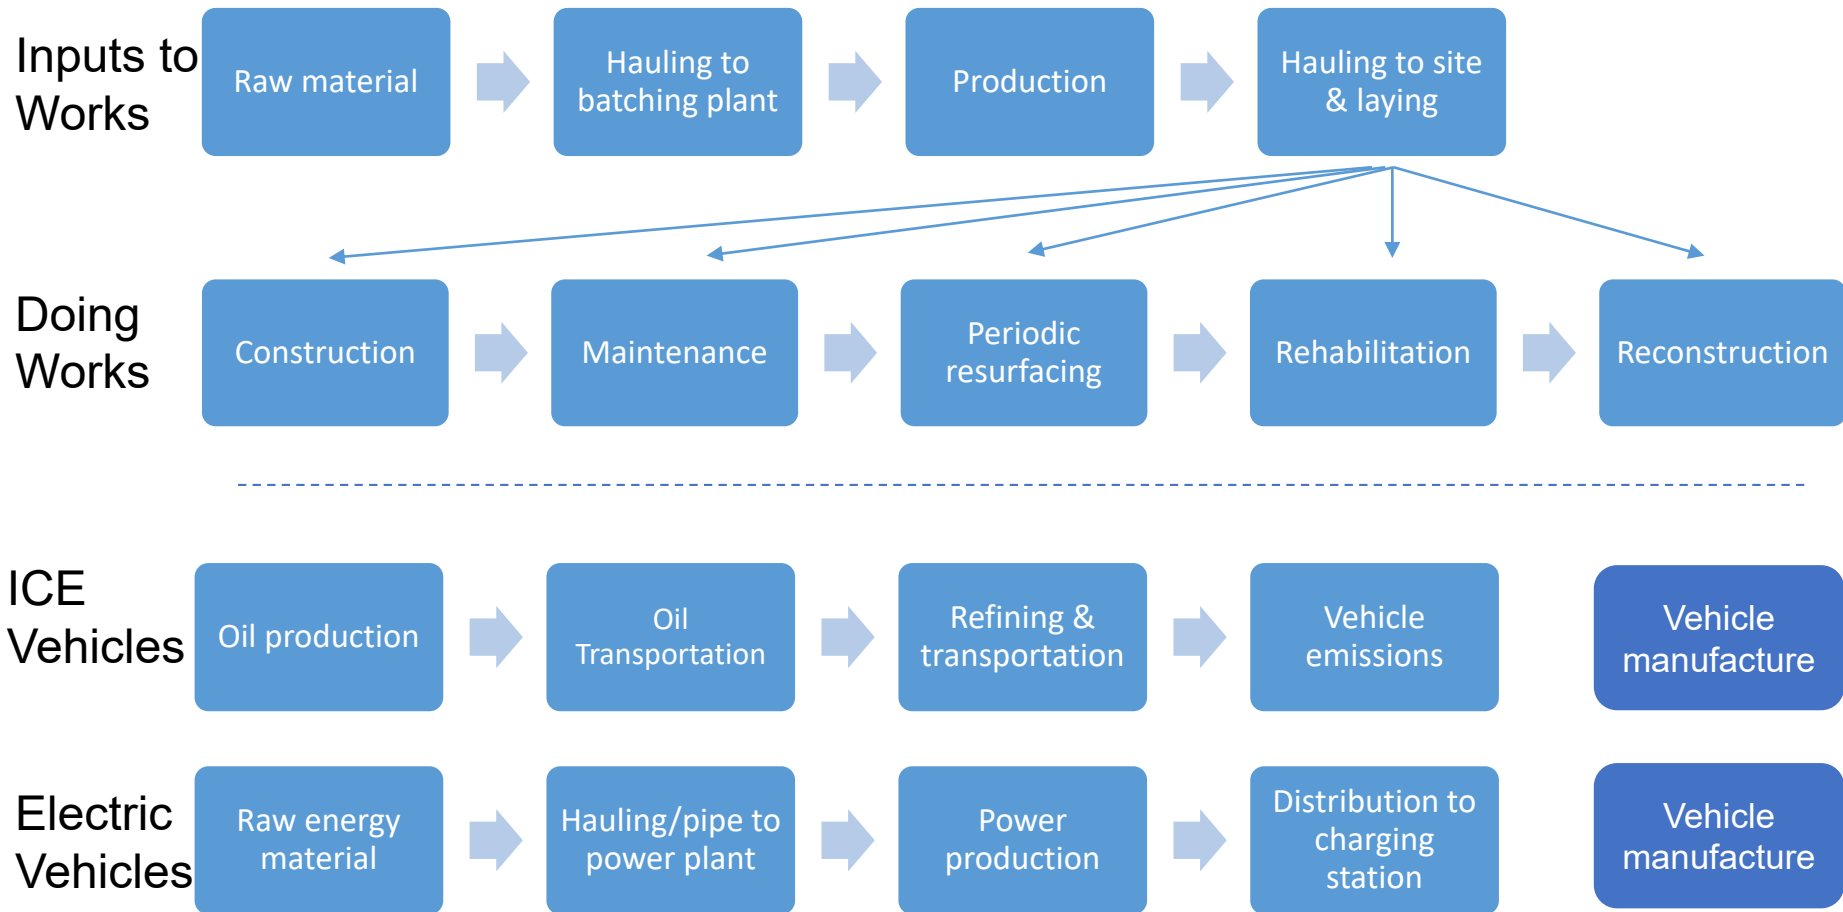 Inputs to
Works
Raw material
Hauling to
batching plant
Production
Hauling to site
& laying
Doing
Works
Construction
Maintenance
Periodic
resurfacing
Rehabilitation
Reconstruction
ICE
Vehicles
Oil production
Oil
Transportation
Refining &
transportation
Vehicle
emissions
Vehicle
manufacture
Electric
Vehicles
Raw energy
material
Hauling/pipe to
power plant
Power
production
Distribution to
charging
station
Vehicle
manufacture